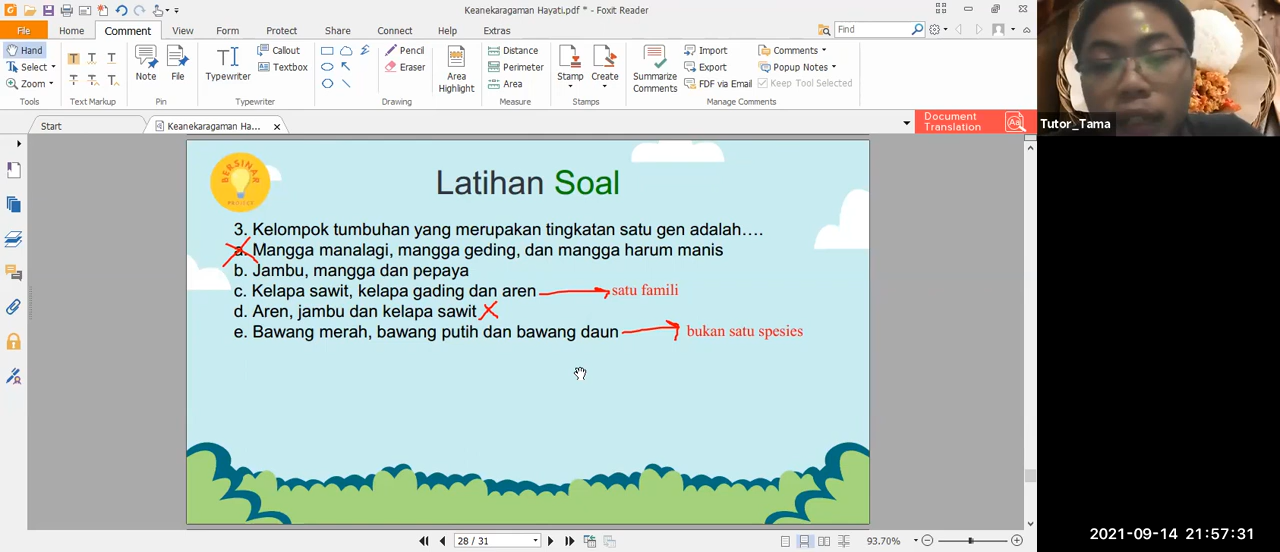 Keanekaragaman Hayati.pdf * - Foxit Reader
File Home Comment View Form Protect Share Connect Help Extras Find
Hand
Select
Zoom
Tools
Text Markup
Note
File
Pin
Typewriter
Callout
Textbox
Typewriter
Pencil
Eraser
Drawing
Area
Highlight
Distance
Perimeter
Area
Measure
Stamp
Create
Stamps
Summarize
Comments
Import
Export
FDF via Email
Comments
Popup Notes
Keep Tool Selected
Manage Comments
Start
Keanekaragaman Ha...
Document
Translation
Tutor_Tama
BERSINAR
PROJECT
Latihan Soal
3. Kelompok tumbuhan yang merupakan tingkatan satu gen adalah….
a. Mangga manalagi, mangga geding, dan mangga harum manis
b. Jambu, mangga dan pepaya
c. Kelapa sawit, kelapa gading dan aren satu famili
d. Aren, jambu dan kelapa sawit
e. Bawang merah, bawang putih dan bawang daun bukan satu spesies
28 / 31
93.70%
2021-09-14 21:57:31